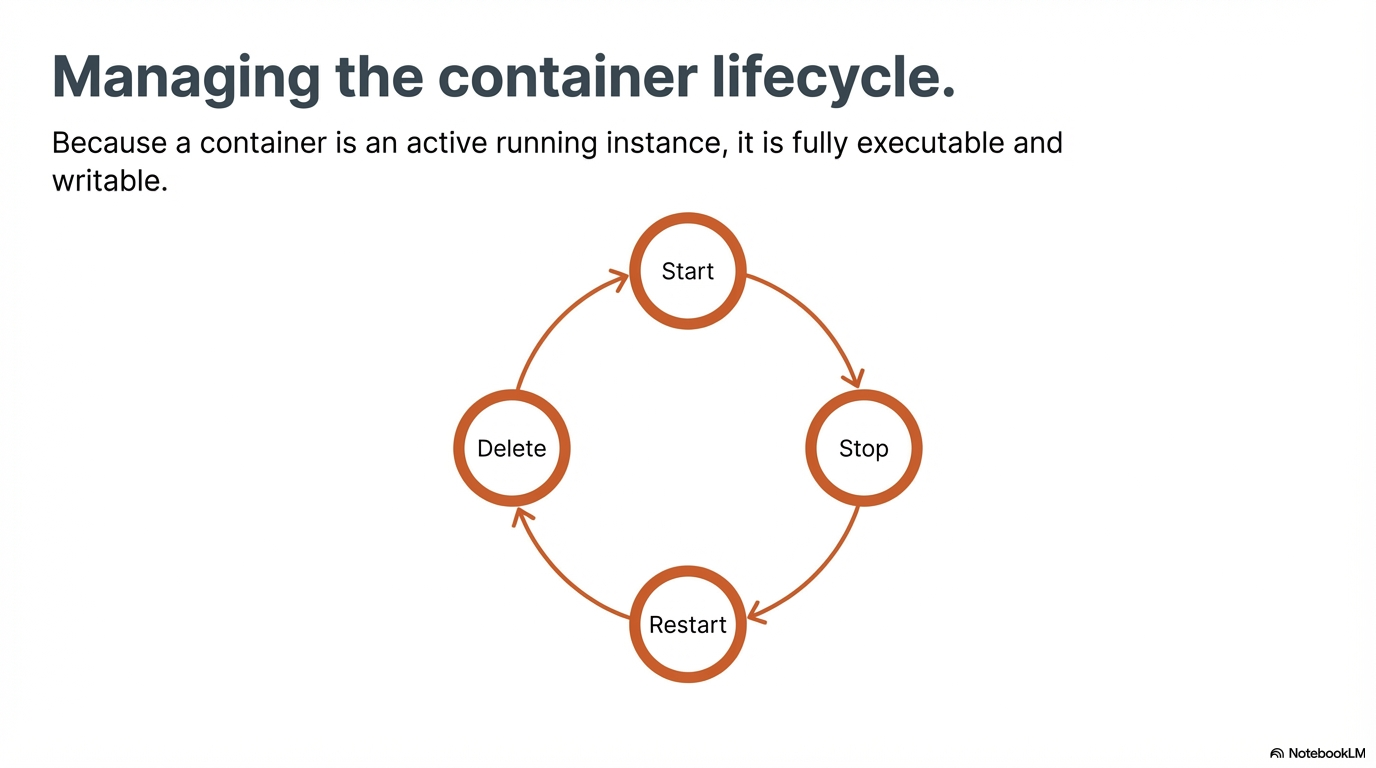 Managing the container lifecycle.
Because a container is an active running instance, it is fully executable and
writable.
Start
Delete
Stop
Restart
NotebookLM